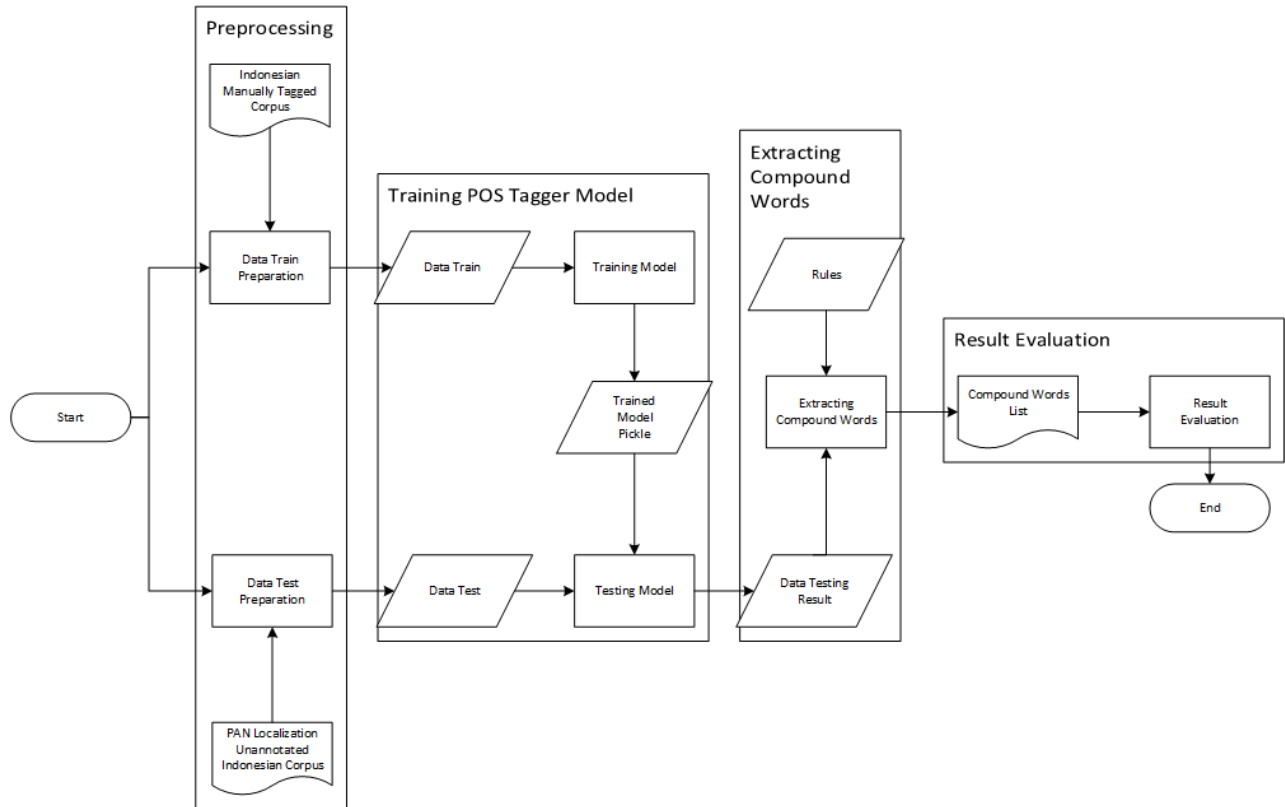 Preprocessing
Indonesian
Manually Tagged
Corpus
Data Train
Preparation
Start
Data Test
Preparation
PAN Localization
Unannotated
Indonesian Corpus
Training POS Tagger Model
Data Train
Training Model
Trained
Model
Pickle
Data Test
Testing Model
Extracting
Compound
Words
Rules
Extracting
Compound Words
Data Testing
Result
Result Evaluation
Compound Words
List
Result
Evaluation
End